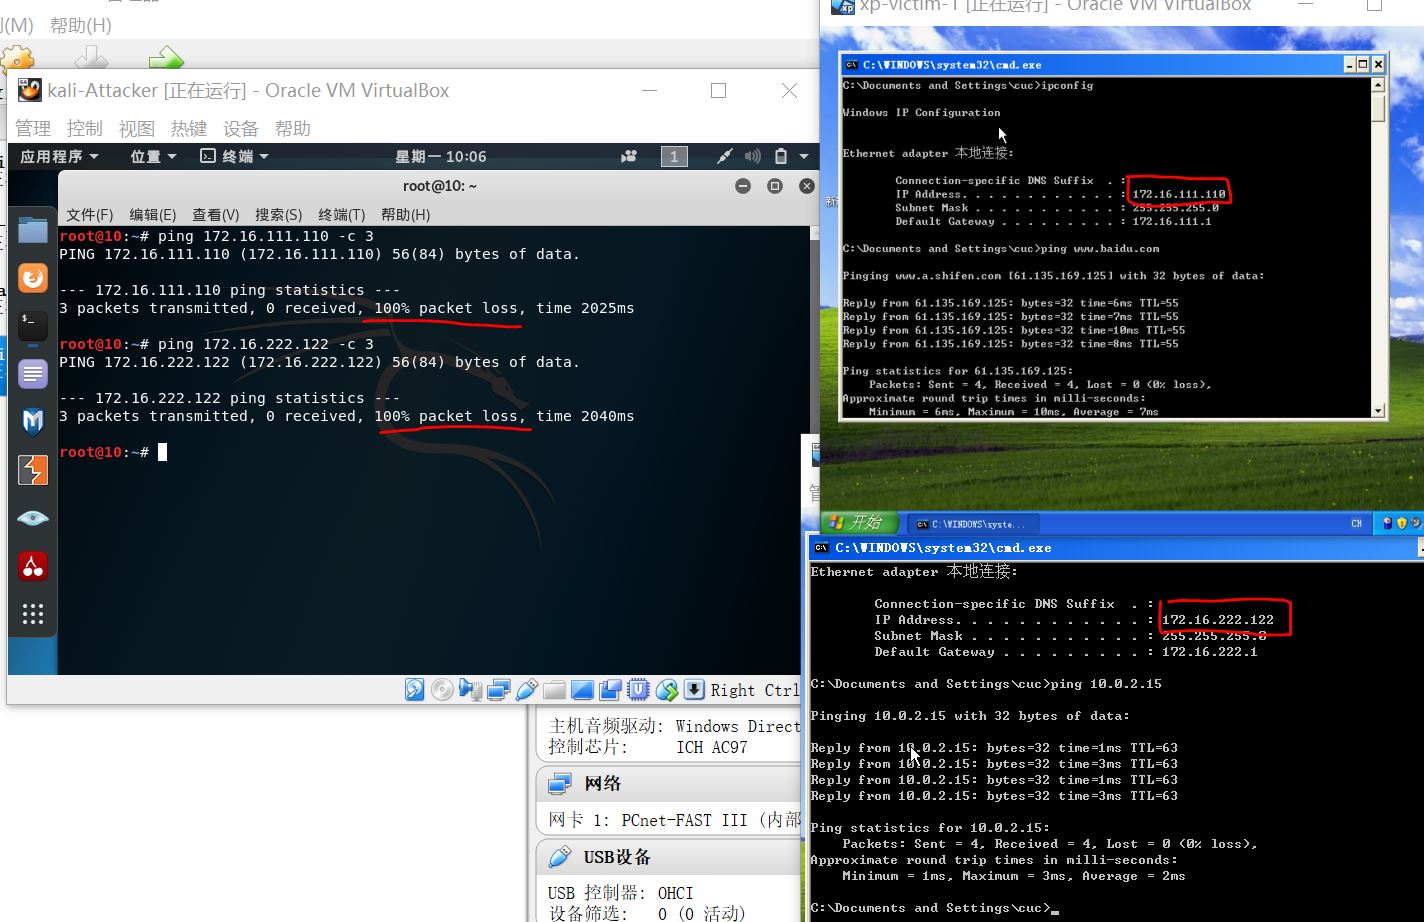 (M) 帮助(H)
kali-Attacker [正在运行] - Oracle VM VirtualBox
管理 控制 视图 热键 设备 帮助
应用程序 位置 终端 星期一 10:06 1
root@10: ~
文件(F) 编辑(E) 查看(V) 搜索(S) 终端(T) 帮助(H)
root@10:~# ping 172.16.111.110 -c 3
PING 172.16.111.110 (172.16.111.110) 56(84) bytes of data.
--- 172.16.111.110 ping statistics ---
3 packets transmitted, 0 received, 100% packet loss, time 2025ms
root@10:~# ping 172.16.222.122 -c 3
PING 172.16.222.122 (172.16.222.122) 56(84) bytes of data.
--- 172.16.222.122 ping statistics ---
3 packets transmitted, 0 received, 100% packet loss, time 2040ms
root@10:~#
Right Ctrl
主机音频驱动: Windows Direct
控制芯片: ICH AC97
网络
网卡 1: PCnet-FAST III (内部
USB设备
USB 控制器: OHCI
设备筛选: 0 (0 活动)
xp-victim-1 [正在运行] - Oracle VM VirtualBox
C:\WINDOWS\system32\cmd.exe
C:\Documents and Settings\cuc>ipconfig
Windows IP Configuration
Ethernet adapter 本地连接:
Connection-specific DNS Suffix . :
IP Address. . . . . . . . . . . . : 172.16.111.110
Subnet Mask . . . . . . . . . . . : 255.255.255.0
Default Gateway . . . . . . . . . : 172.16.111.1
C:\Documents and Settings\cuc>ping www.baidu.com
Pinging www.a.shifen.com [61.135.169.125] with 32 bytes of data:
Reply from 61.135.169.125: bytes=32 time=6ms TTL=55
Reply from 61.135.169.125: bytes=32 time=7ms TTL=55
Reply from 61.135.169.125: bytes=32 time=10ms TTL=55
Reply from 61.135.169.125: bytes=32 time=8ms TTL=55
Ping statistics for 61.135.169.125:
Packets: Sent = 4, Received = 4, Lost = 0 (0% loss),
Approximate round trip times in milli-seconds:
Minimum = 6ms, Maximum = 10ms, Average = 7ms
开始 C:\WINDOWS\syste... CH
C:\WINDOWS\system32\cmd.exe
Ethernet adapter 本地连接:
Connection-specific DNS Suffix . :
IP Address. . . . . . . . . . . . : 172.16.222.122
Subnet Mask . . . . . . . . . . . : 255.255.255.0
Default Gateway . . . . . . . . . : 172.16.222.1
C:\Documents and Settings\cuc>ping 10.0.2.15
Pinging 10.0.2.15 with 32 bytes of data:
Reply from 10.0.2.15: bytes=32 time=1ms TTL=63
Reply from 10.0.2.15: bytes=32 time=3ms TTL=63
Reply from 10.0.2.15: bytes=32 time=1ms TTL=63
Reply from 10.0.2.15: bytes=32 time=3ms TTL=63
Ping statistics for 10.0.2.15:
Packets: Sent = 4, Received = 4, Lost = 0 (0% loss),
Approximate round trip times in milli-seconds:
Minimum = 1ms, Maximum = 3ms, Average = 2ms
C:\Documents and Settings\cuc>_